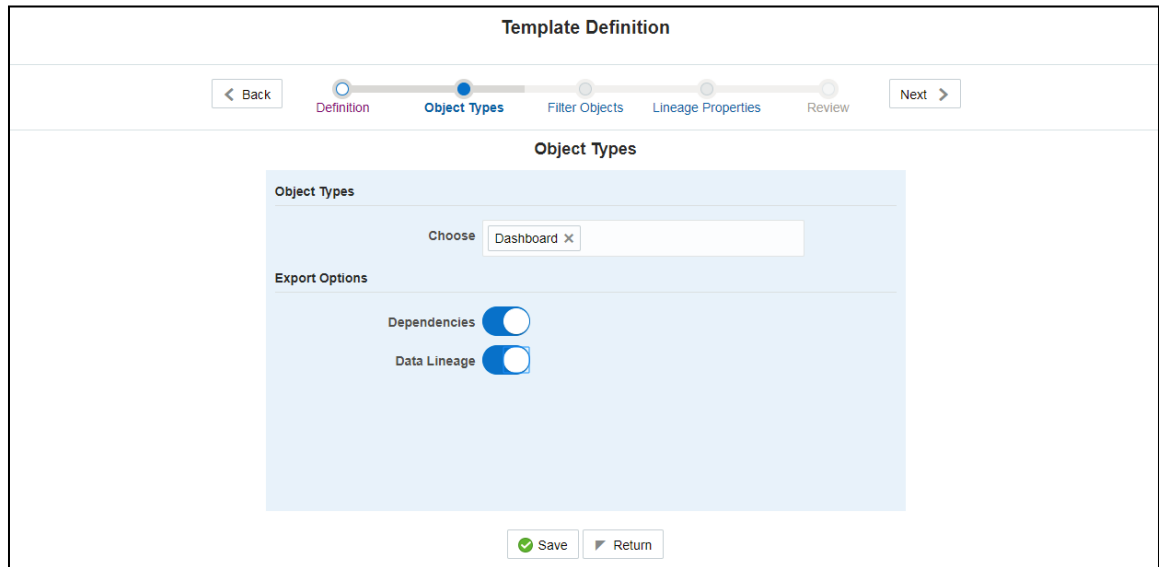 Template Definition
Back
Definition
Object Types
Filter Objects
Lineage Properties
Review
Next
Object Types
Object Types
Choose
Dashboard
Export Options
Dependencies
Data Lineage
Save
Return